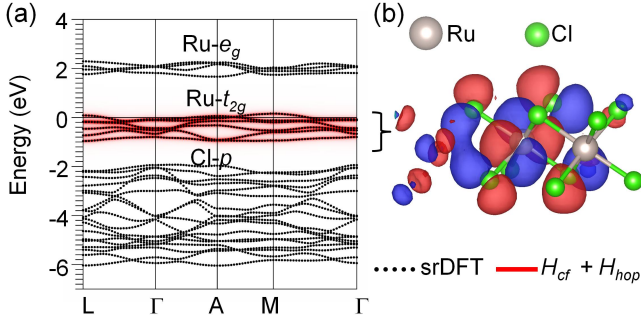 (a)
4
2
0
-2
-4
-6
Energy (eV)
Ru-e_g
Ru-t_2g
Cl-p
L Γ A M Γ
(b)
Ru Cl
srDFT H_cf + H_hop